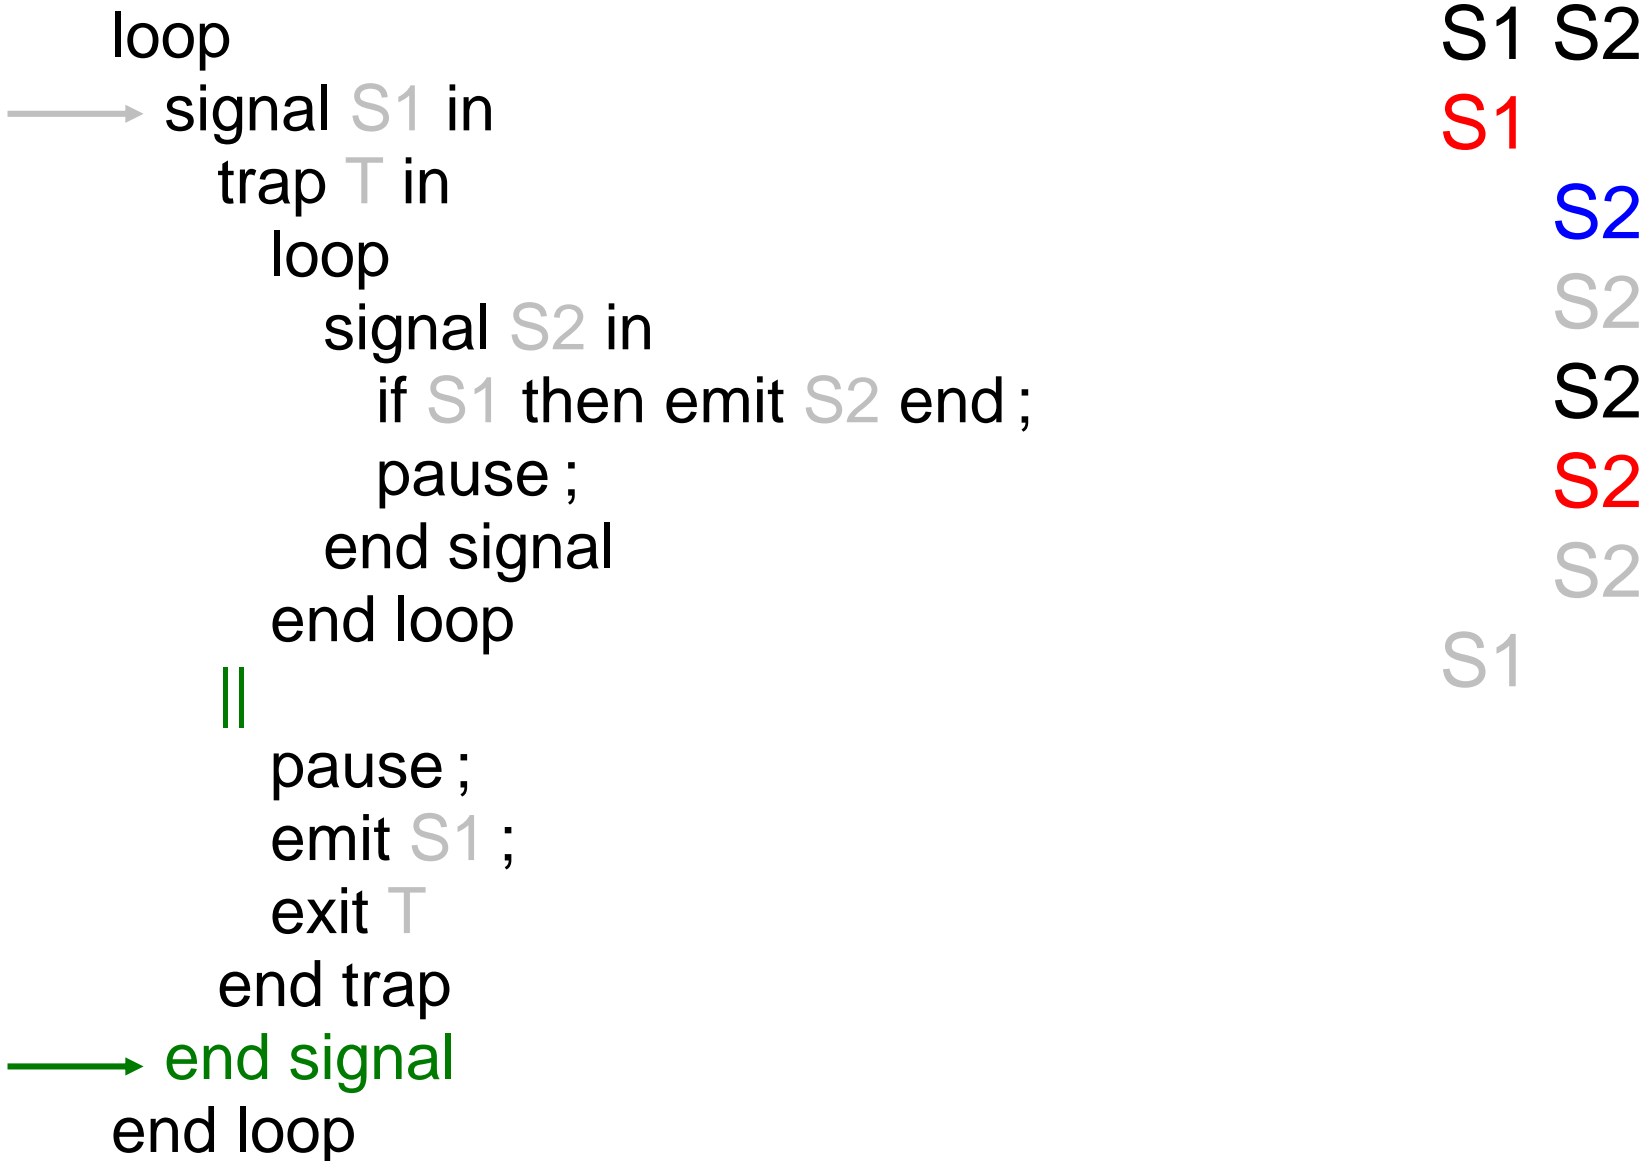 loop
signal S1 in
trap T in
loop
signal S2 in
if S1 then emit S2 end ;
pause ;
end signal
end loop
||
pause ;
emit S1 ;
exit T
end trap
end signal
end loop
S1 S2
S1
S2
S2
S2
S2
S2
S1